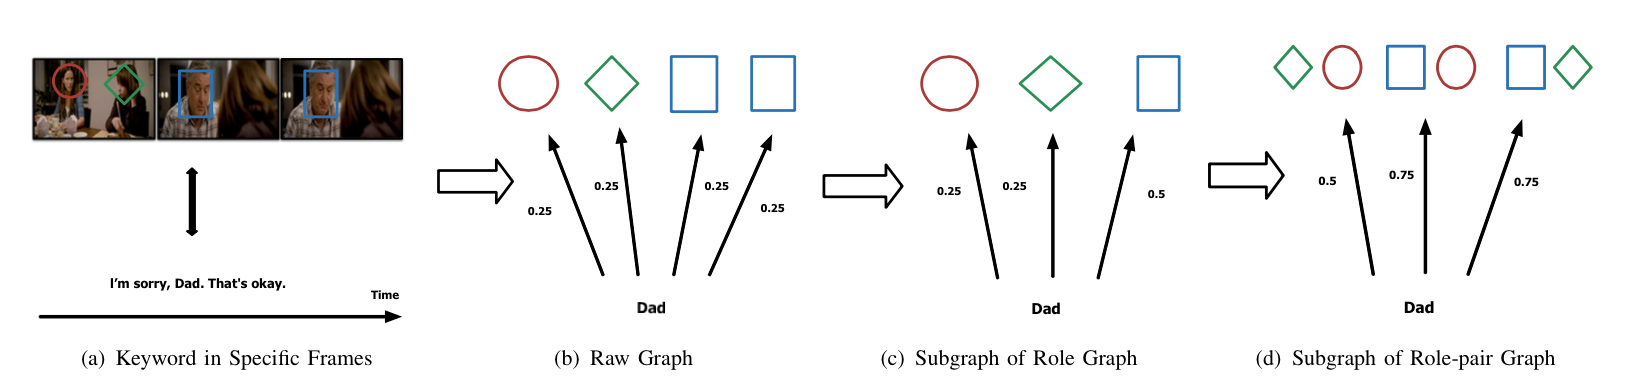 I'm sorry, Dad. That's okay.
Time
(a) Keyword in Specific Frames
0.25
0.25
0.25
0.25
Dad
(b) Raw Graph
0.25
0.25
0.5
Dad
(c) Subgraph of Role Graph
0.5
0.75
0.75
Dad
(d) Subgraph of Role-pair Graph